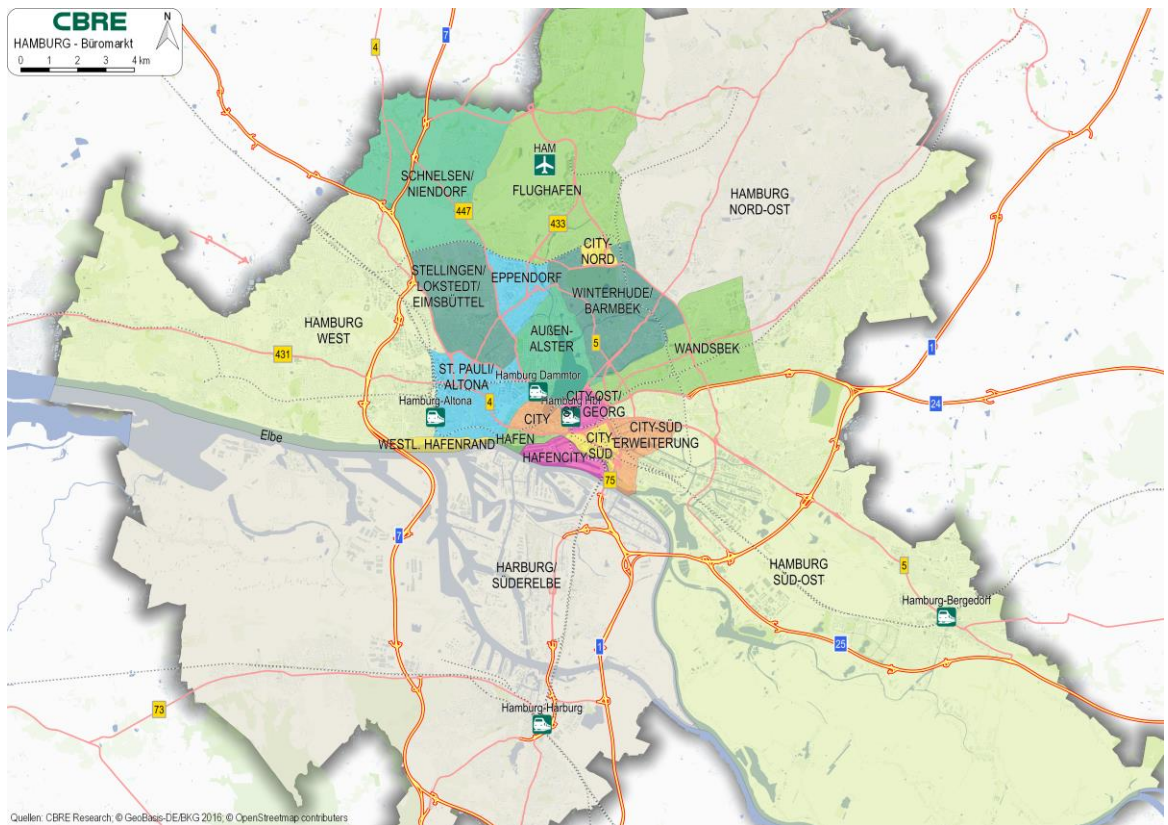 CBRE
HAMBURG - Büromarkt
N
0 1 2 4 km
4
7
HAM
SCHNELSEN/
NIENDORF
FLUGHAFEN
HAMBURG
NORD-OST
447
433
CITY-
NORD
STELLINGEN/
LOKSTEDT/
EIMSBÜTTEL
EPPENDORF
WINTERHUDE/
BARMBEK
HAMBURG
WEST
AUßEN-
ALSTER
5
WANDSBEK
1
431
ST. PAULI/
ALTONA
Hamburg Dammtor
24
Hamburg-Altona
4
CITY-OST/
Hamburg Hbf
GEORG
CITY
CITY-SÜD
ERWEITERUNG
Elbe
WESTL. HAFENRAND
HAFEN
CITY
SÜD
HAFENCITY
75
7
HARBURG/
SÜDERELBE
HAMBURG
SÜD-OST
5
Hamburg-Bergedorf
1
25
73
Hamburg-Harburg
Quellen: CBRE Research; © GeoBasis-DE/BKG 2016; © OpenStreetmap contributers